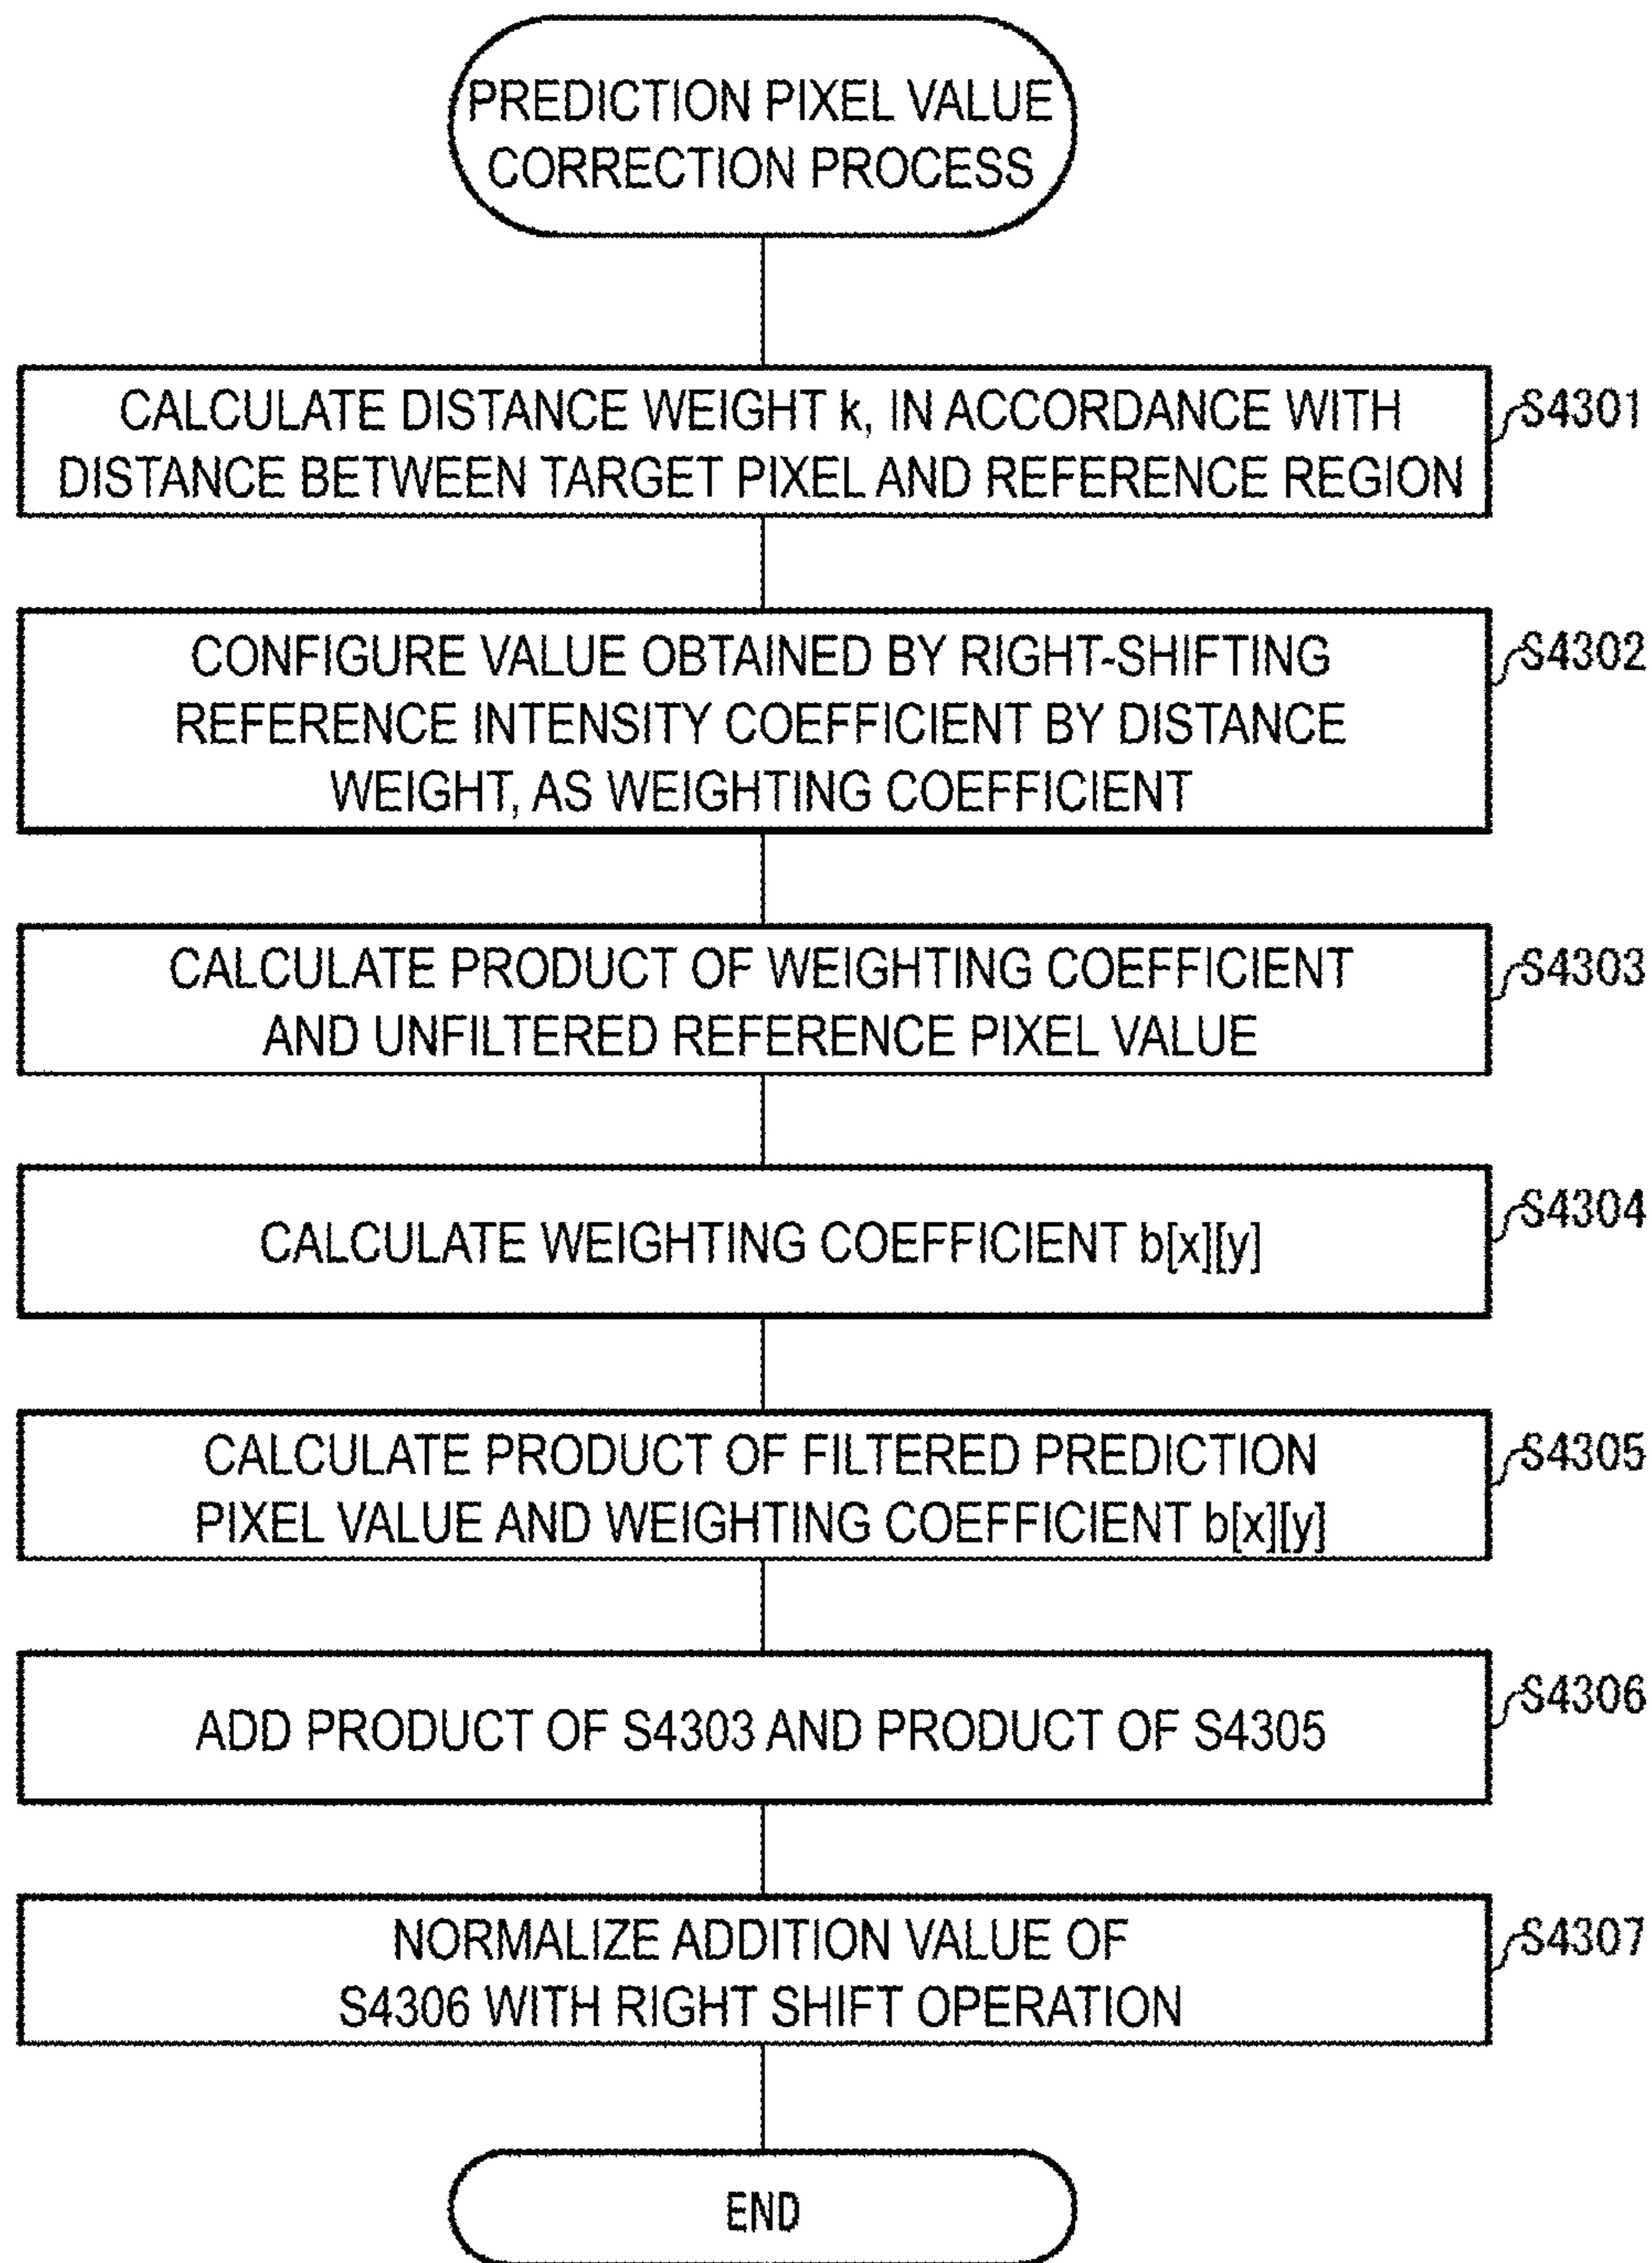 PREDICTION PIXEL VALUE
CORRECTION PROCESS
CALCULATE DISTANCE WEIGHT k, IN ACCORDANCE WITH
DISTANCE BETWEEN TARGET PIXEL AND REFERENCE REGION
S4301
CONFIGURE VALUE OBTAINED BY RIGHT-SHIFTING
REFERENCE INTENSITY COEFFICIENT BY DISTANCE
WEIGHT, AS WEIGHTING COEFFICIENT
S4302
CALCULATE PRODUCT OF WEIGHTING COEFFICIENT
AND UNFILTERED REFERENCE PIXEL VALUE
S4303
CALCULATE WEIGHTING COEFFICIENT b[x][y]
S4304
CALCULATE PRODUCT OF FILTERED PREDICTION
PIXEL VALUE AND WEIGHTING COEFFICIENT b[x][y]
S4305
ADD PRODUCT OF S4303 AND PRODUCT OF S4305
S4306
NORMALIZE ADDITION VALUE OF
S4306 WITH RIGHT SHIFT OPERATION
S4307
END